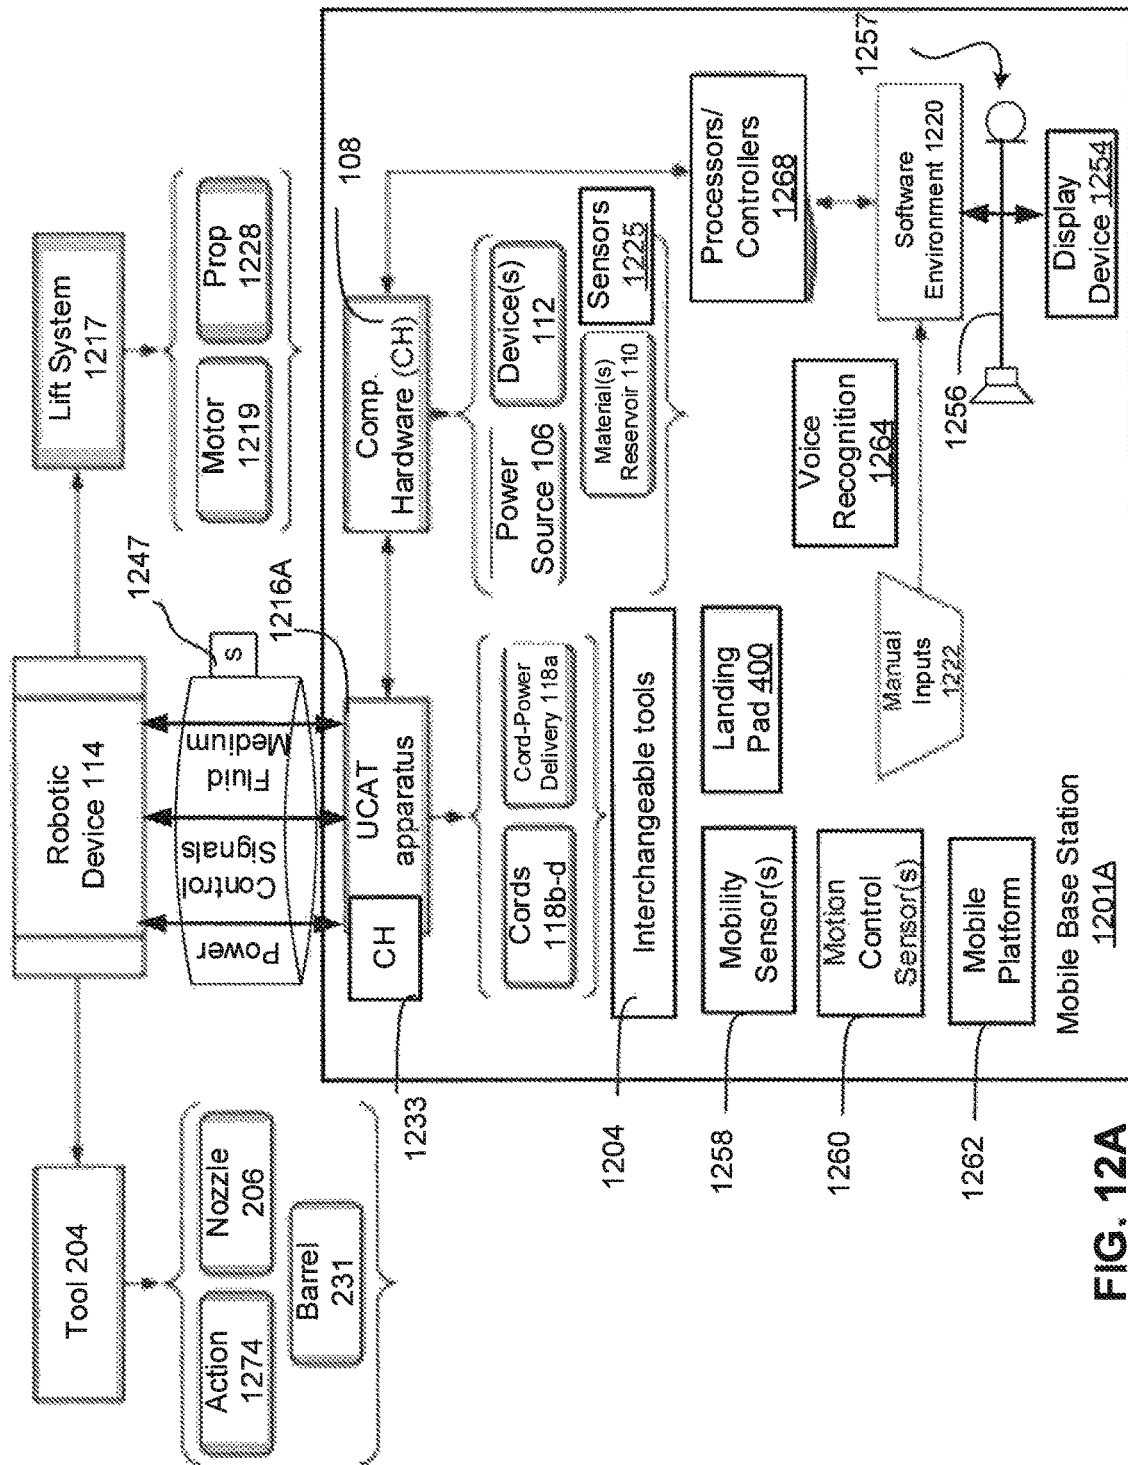 Robotic
Device 114
Tool 204
Lift System
1217
Action
1274
Nozzle
206
Barrel
231
Motor
1219
Prop
1228
Power
Control
Signals
Fluid
Medium
S
1247
1216A
108
1233
CH
UCAT
apparatus
Comp.
Hardware (CH)
Cords
118b-d
Cord-Power
Delivery 118a
Power
Source 106
Device(s)
112
Material(s)
Reservoir 110
Sensors
1225
1204
Interchangeable tools
Processors/
Controllers
1268
1258
Mobility
Sensor(s)
Landing
Pad 400
Voice
Recognition
1264
1260
Motion
Control
Sensor(s)
Manual
Inputs
1222
Software
Environment 1220
1257
1256
1262
Mobile
Platform
Display
Device 1254
Mobile Base Station
1201A
FIG. 12A